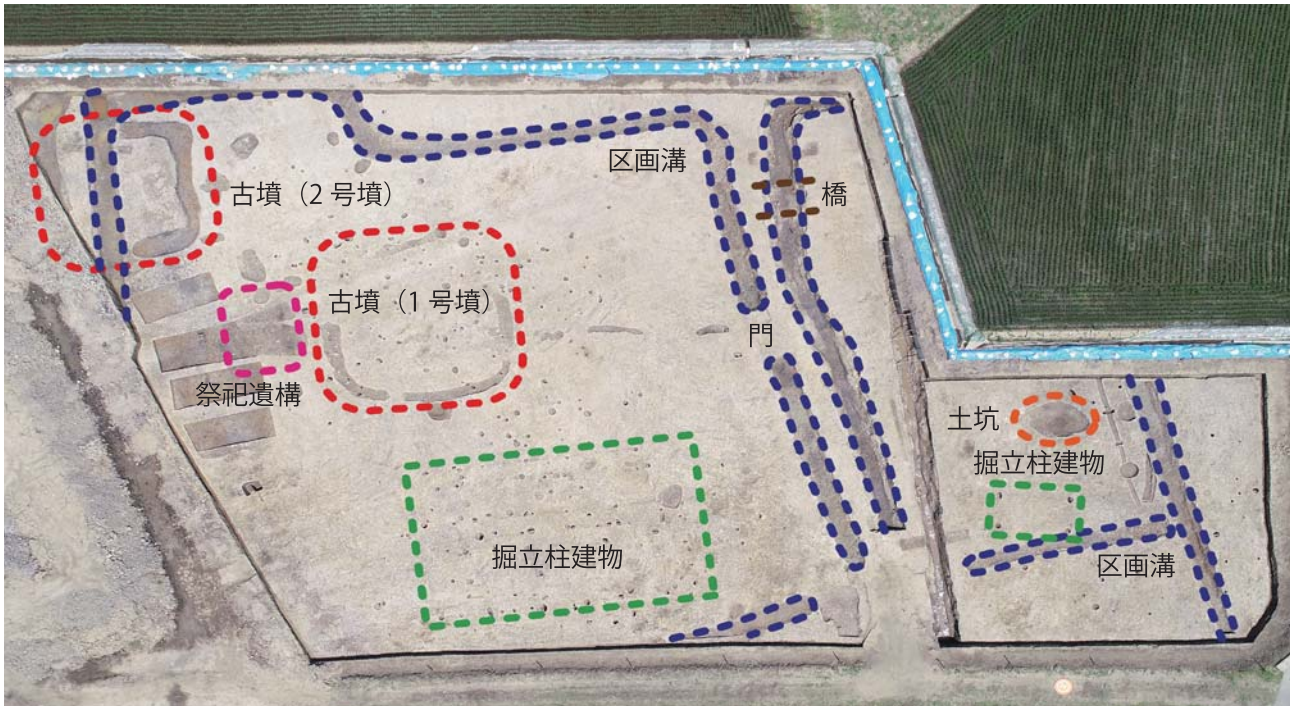 区画溝
古墳（2 号墳）
橋
古墳（1 号墳）
門
祭祀遺構
土坑
掘立柱建物
掘立柱建物
区画溝